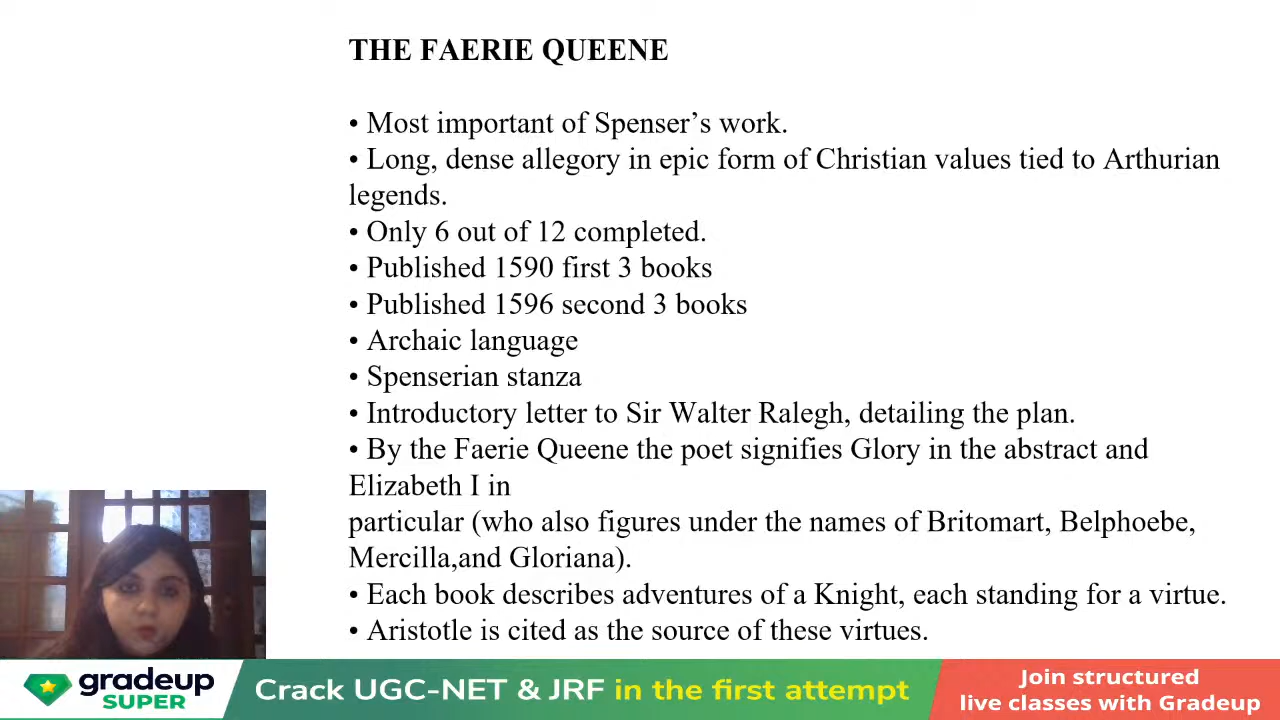 THE FAERIE QUEENE
• Most important of Spenser’s work.
• Long, dense allegory in epic form of Christian values tied to Arthurian
legends.
• Only 6 out of 12 completed.
• Published 1590 first 3 books
• Published 1596 second 3 books
• Archaic language
• Spenserian stanza
• Introductory letter to Sir Walter Ralegh, detailing the plan.
• By the Faerie Queene the poet signifies Glory in the abstract and
Elizabeth I in
particular (who also figures under the names of Britomart, Belphoebe,
Mercilla,and Gloriana).
• Each book describes adventures of a Knight, each standing for a virtue.
• Aristotle is cited as the source of these virtues.
gradeup
SUPER
Crack UGC-NET & JRF in the first attempt
Join structured
live classes with Gradeup